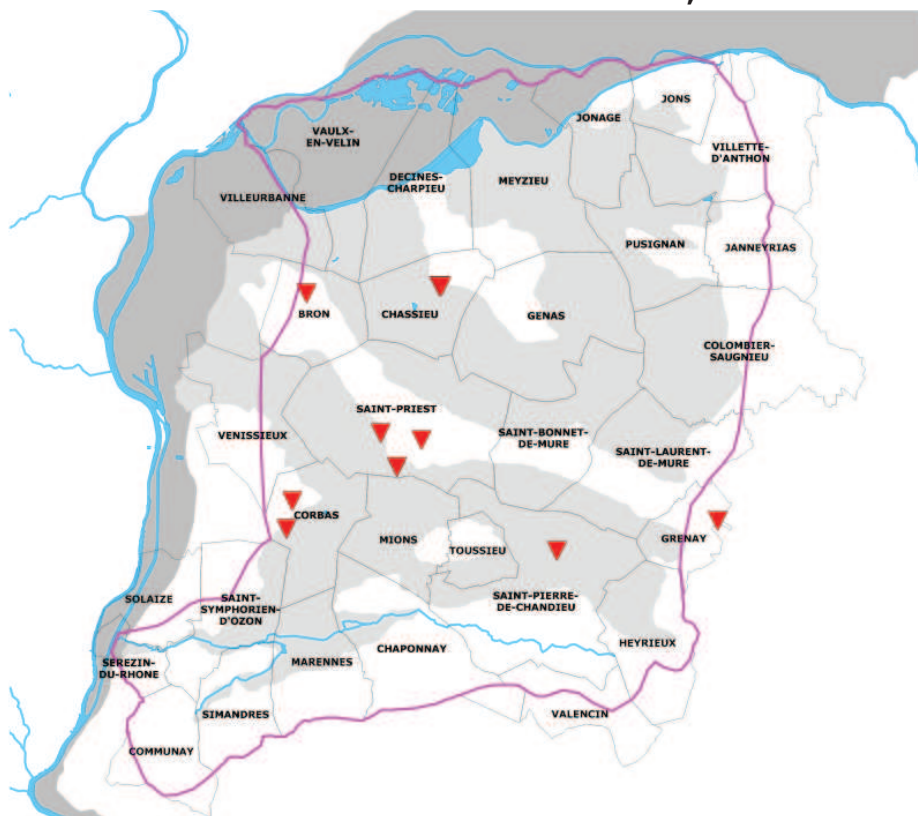 JONS
JONAGE
VAULX-
EN-VELIN
VILLETTE-
D'ANTHON
DECINES-
CHARPIEU
MEYZIEU
VILLEURBANNE
PUSIGNAN
JANNEYRIAS
BRON
CHASSIEU
GENAS
COLOMBIER-
SAUGNIEU
SAINT-PRIEST
VENISSIEUX
SAINT-BONNET-
DE-MURE
SAINT-LAURENT-
DE-MURE
CORBAS
MIONS
TOUSSIEU
GRENAY
SOLAIZE
SAINT-
SYMPHORIEN-
D'OZON
SAINT-PIERRE-
DE-CHANDIEU
HEYRIEUX
CHAPONNAY
SEREZIN-
DU-RHONE
MARENNES
SIMANDRES
VALENCIN
COMMUNAY